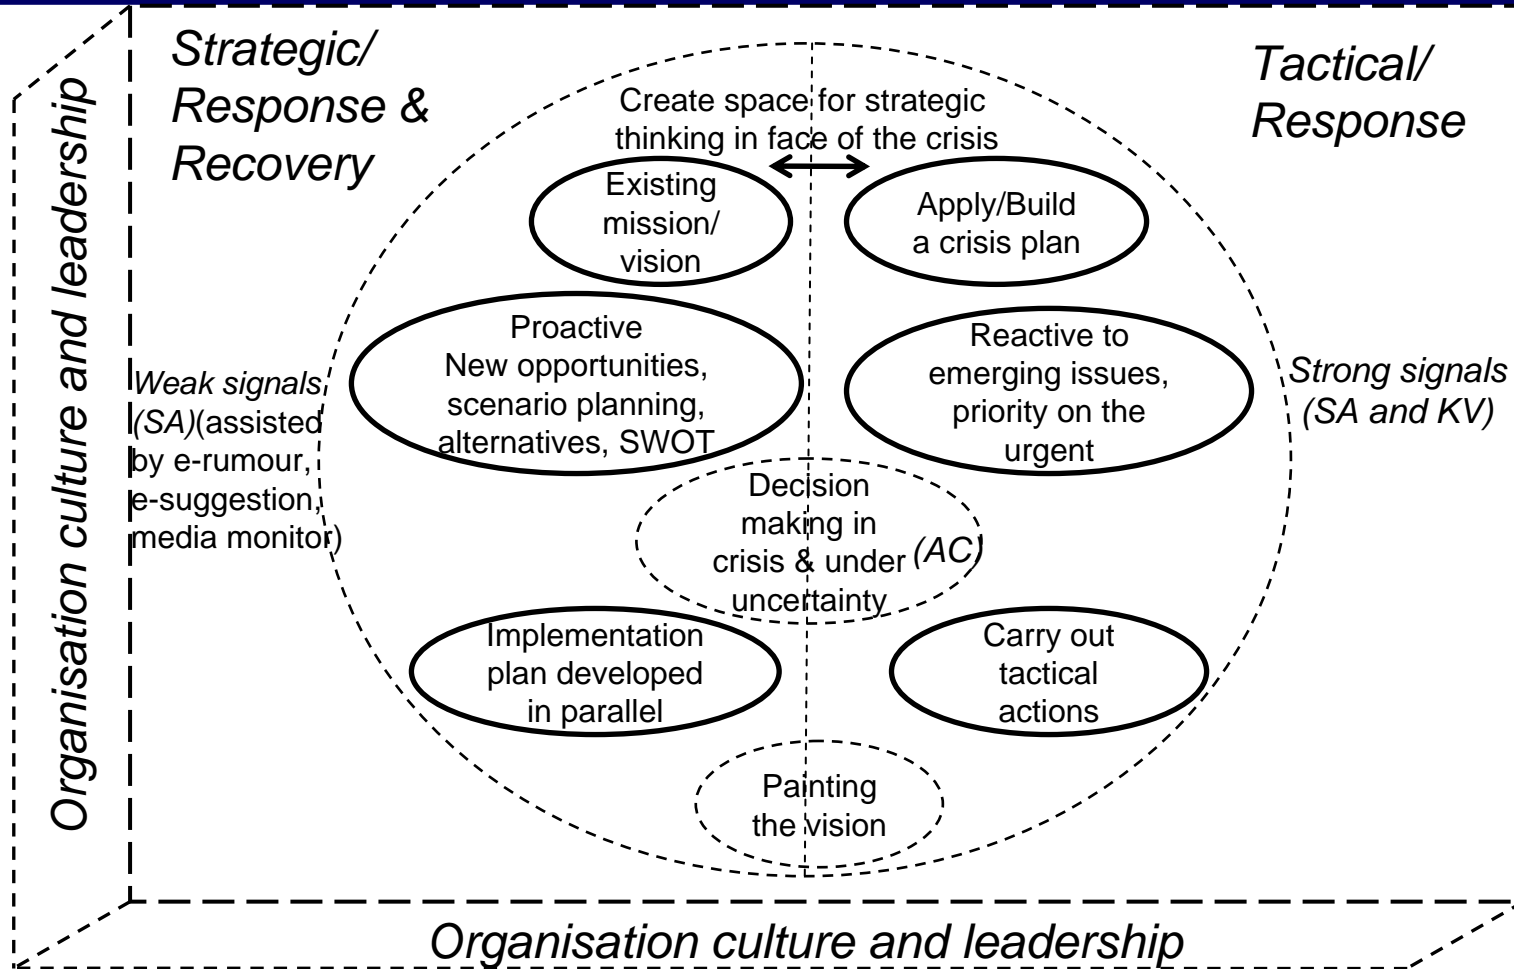 Strategic/
Response &
Recovery
Tactical/
Response
Create space for strategic
thinking in face of the crisis
Existing
mission/
vision
Apply/Build
a crisis plan
Proactive
New opportunities,
scenario planning,
alternatives, SWOT
Reactive to
emerging issues,
priority on the
urgent
Weak signals
(SA)(assisted
by e-rumour,
e-suggestion,
media monitor)
Strong signals
(SA and KV)
Decision
making in
crisis & under (AC)
uncertainty
Implementation
plan developed
in parallel
Carry out
tactical
actions
Painting
the vision
Organisation culture and leadership
Organisation culture and leadership